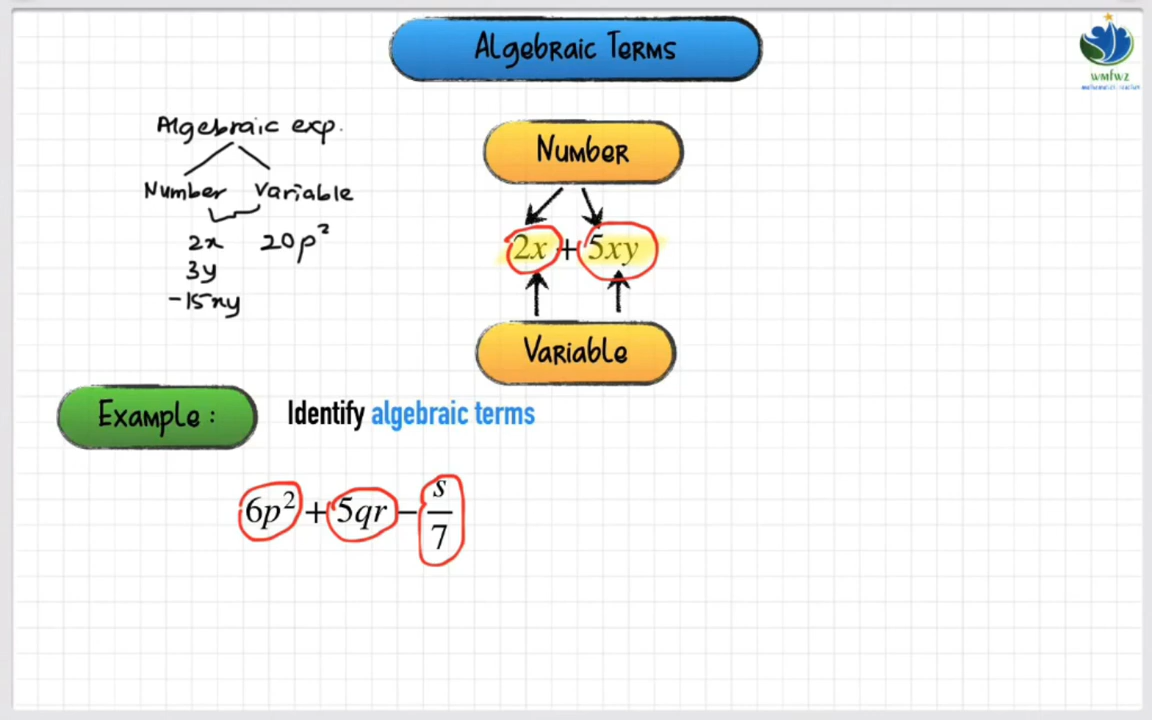 Algebraic Terms
wmfwz
Algebraic exp.
Number Variable
2x 20p²
3y
-15xy
Number
2x + 5xy
Variable
Example :
Identify algebraic terms
6p² + 5qr − s/7